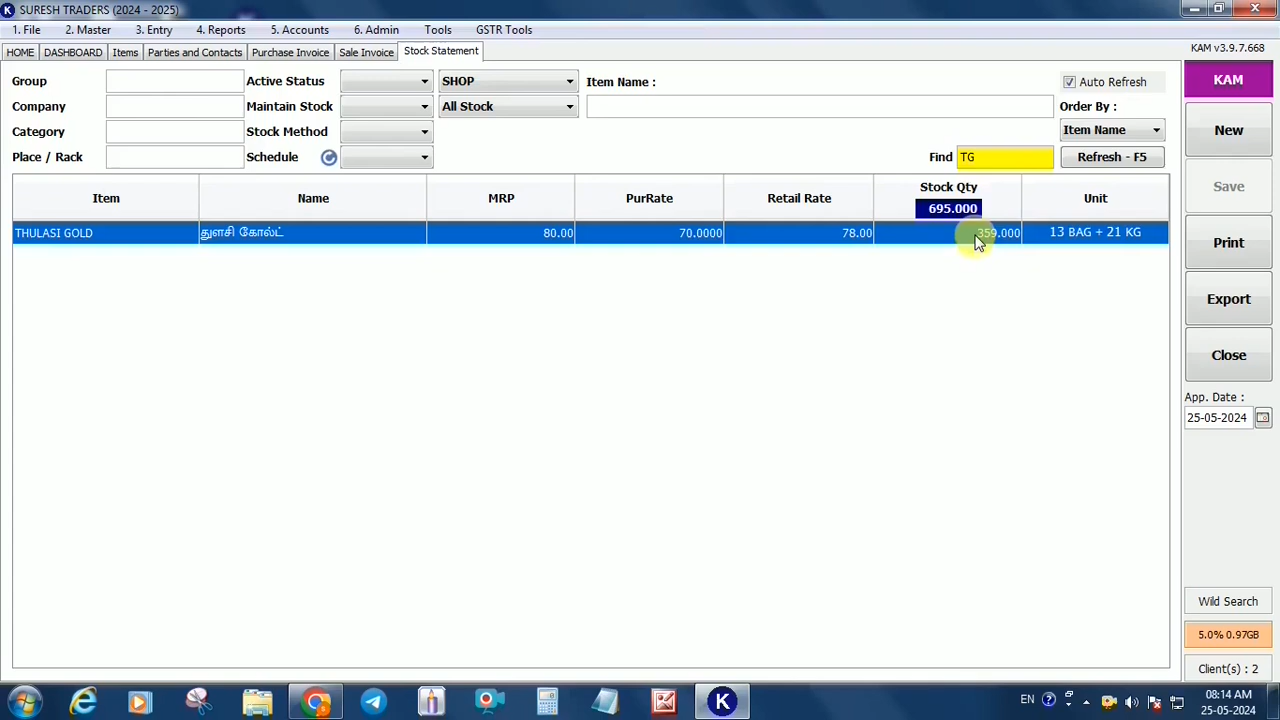 SURESH TRADERS (2024 - 2025)
1. File 2. Master 3. Entry 4. Reports 5. Accounts 6. Admin Tools GSTR Tools
HOME DASHBOARD Items Parties and Contacts Purchase Invoice Sale Invoice Stock Statement KAM v3.9.7.668
Group Active Status SHOP Item Name : Auto Refresh KAM
Company Maintain Stock All Stock Order By :
Category Stock Method Item Name New
Place / Rack Schedule Find TG Refresh - F5
Save
Item Name MRP PurRate Retail Rate Stock Qty Unit
695.000
THULASI GOLD துளசி கோல்ட் 80.00 70.0000 78.00 359.000 13 BAG + 21 KG
Print
Export
Close
App. Date :
25-05-2024
Wild Search
5.0% 0.97GB
Client(s) : 2
EN 08:14 AM
25-05-2024